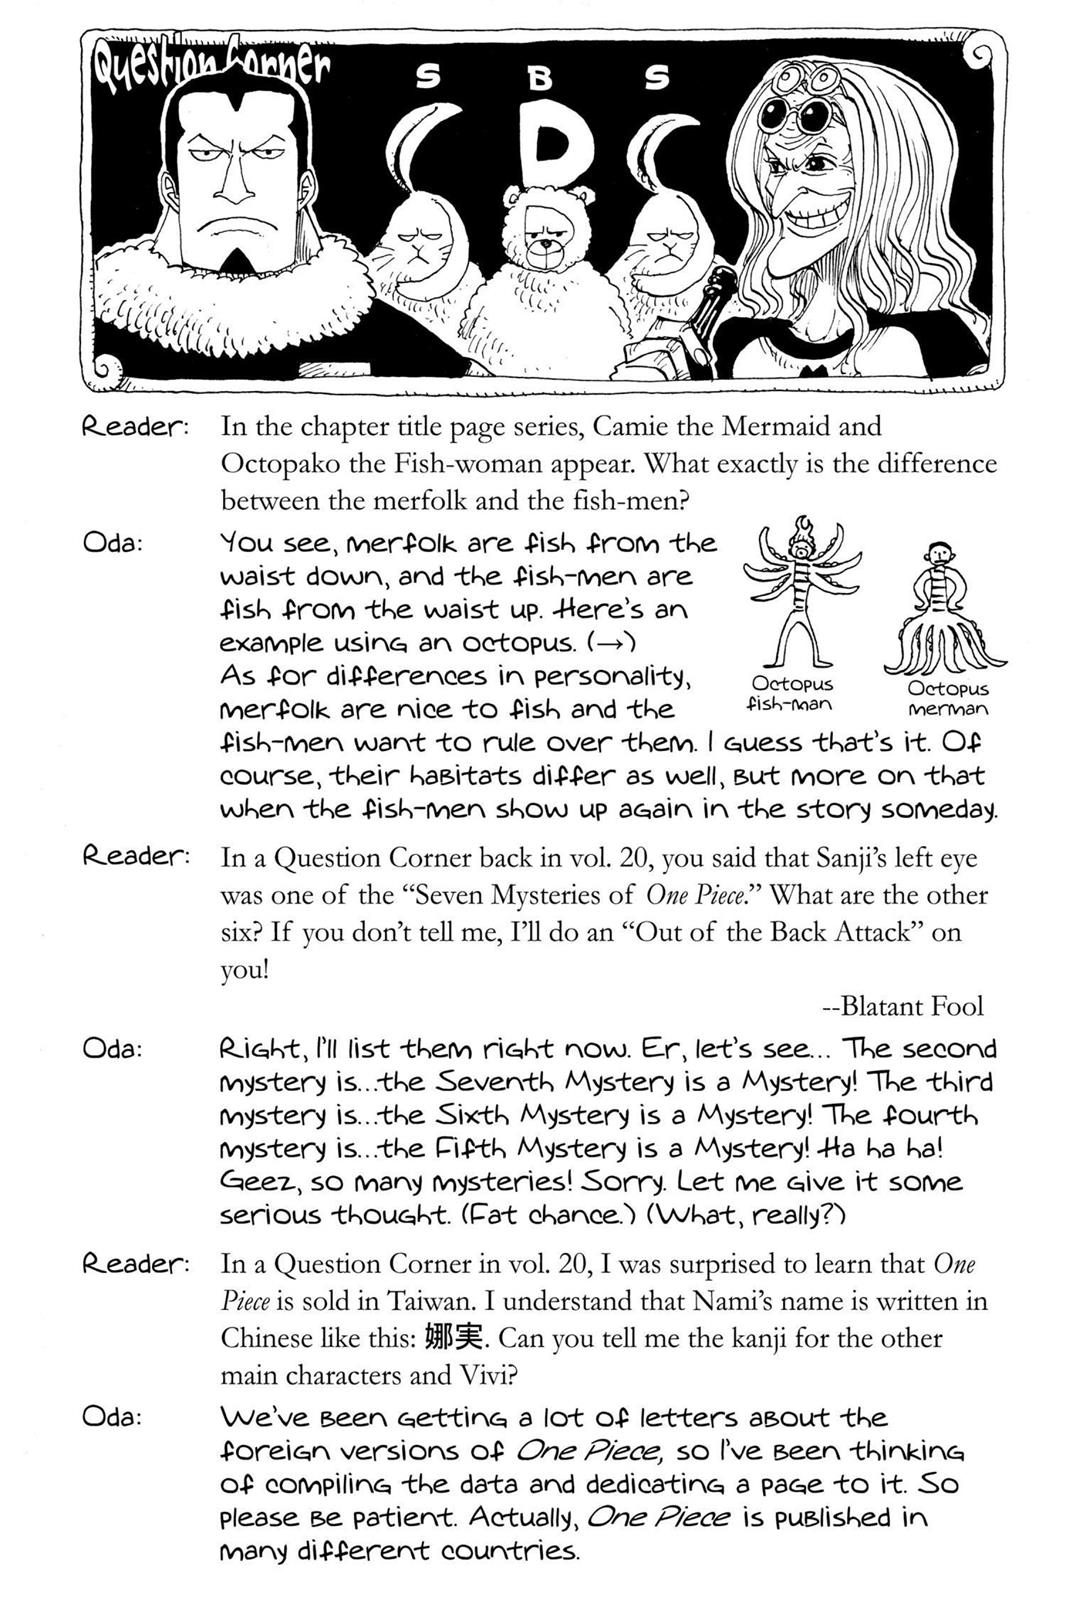 Question Corner
S B S
D
Reader: In the chapter title page series, Camie the Mermaid and
Octopako the Fish-woman appear. What exactly is the difference
between the merfolk and the fish-men?
Oda: You see, merfolk are fish from the
waist down, and the fish-men are
fish from the waist up. Here's an
example using an octopus. (→)
As for differences in personality,
merfolk are nice to fish and the
fish-men want to rule over them. I guess that's it. Of
course, their habitats differ as well, but more on that
when the fish-men show up again in the story someday.
Octopus
fish-man
Octopus
merman
Reader: In a Question Corner back in vol. 20, you said that Sanji's left eye
was one of the “Seven Mysteries of One Piece.” What are the other
six? If you don't tell me, I'll do an “Out of the Back Attack” on
you!
--Blatant Fool
Oda: Right, I'll list them right now. Er, let's see... The second
mystery is...the Seventh Mystery is a Mystery! The third
mystery is...the Sixth Mystery is a Mystery! The fourth
mystery is...the Fifth Mystery is a Mystery! Ha ha ha!
Geez, so many mysteries! Sorry. Let me give it some
serious thought. (Fat chance.) (What, really?)
Reader: In a Question Corner in vol. 20, I was surprised to learn that One
Piece is sold in Taiwan. I understand that Nami's name is written in
Chinese like this: 娜実. Can you tell me the kanji for the other
main characters and Vivi?
Oda: We've been getting a lot of letters about the
foreign versions of One Piece, so I've been thinking
of compiling the data and dedicating a page to it. So
please be patient. Actually, One Piece is published in
many different countries.